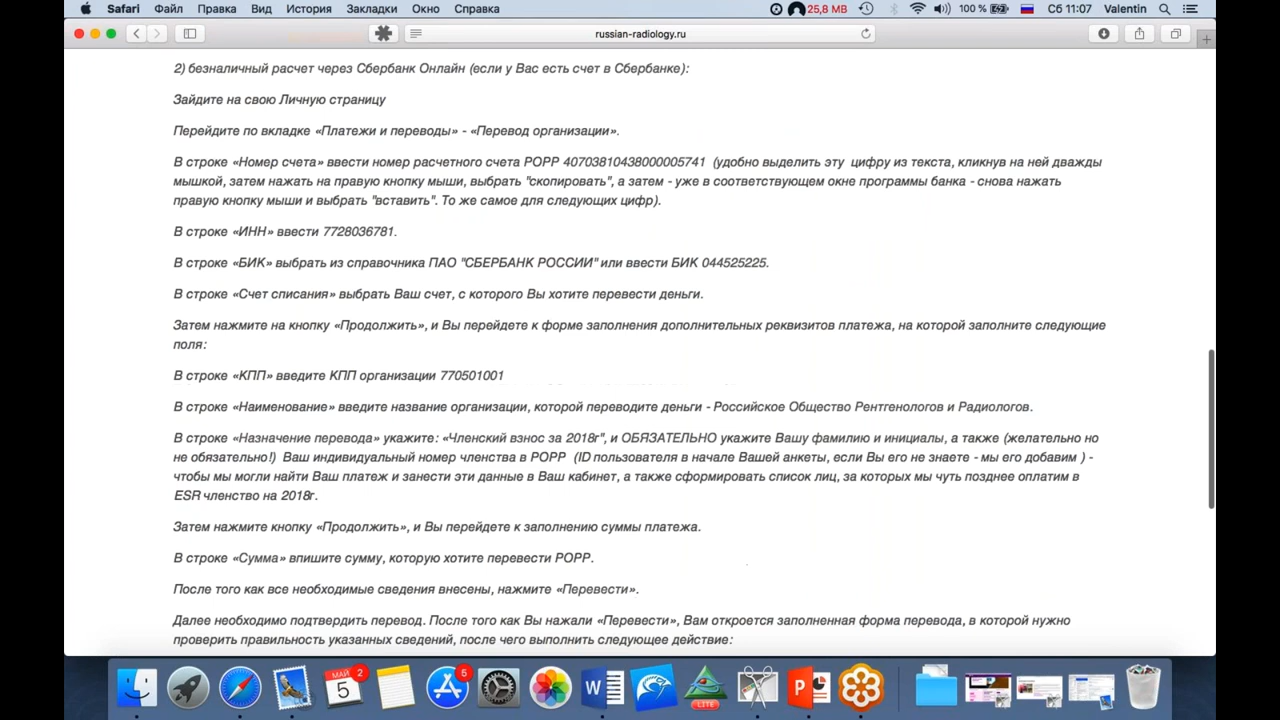 Safari Файл Правка Вид История Закладки Окно Справка 25,8 MB 100 % Сб 11:07 Valentin
russian-radiology.ru
2) безналичный расчет через Сбербанк Онлайн (если у Вас есть счет в Сбербанке):
Зайдите на свою Личную страницу
Перейдите по вкладке «Платежи и переводы» - «Перевод организации».
В строке «Номер счета» ввести номер расчетного счета РОРР 40703810438000005741 (удобно выделить эту цифру из текста, кликнув на ней дважды
мышкой, затем нажать на правую кнопку мыши, выбрать "скопировать", а затем - уже в соответствующем окне программы банка - снова нажать
правую кнопку мыши и выбрать "вставить". То же самое для следующих цифр).
В строке «ИНН» ввести 7728036781.
В строке «БИК» выбрать из справочника ПАО "СБЕРБАНК РОССИИ" или ввести БИК 044525225.
В строке «Счет списания» выбрать Ваш счет, с которого Вы хотите перевести деньги.
Затем нажмите на кнопку «Продолжить», и Вы перейдете к форме заполнения дополнительных реквизитов платежа, на которой заполните следующие
поля:
В строке «КПП» введите КПП организации 770501001
В строке «Наименование» введите название организации, которой переводите деньги - Российское Общество Рентгенологов и Радиологов.
В строке «Назначение перевода» укажите: «Членский взнос за 2018г", и ОБЯЗАТЕЛЬНО укажите Вашу фамилию и инициалы, а также (желательно но
не обязательно!) Ваш индивидуальный номер членства в РОРР (ID пользователя в начале Вашей анкеты, если Вы его не знаете - мы его добавим ) -
чтобы мы могли найти Ваш платеж и занести эти данные в Ваш кабинет, а также сформировать список лиц, за которых мы чуть позднее оплатим в
ESR членство на 2018г.
Затем нажмите кнопку «Продолжить», и Вы перейдете к заполнению суммы платежа.
В строке «Сумма» впишите сумму, которую хотите перевести РОРР.
После того как все необходимые сведения внесены, нажмите «Перевести».
Далее необходимо подтвердить перевод. После того как Вы нажали «Перевести», Вам откроется заполненная форма перевода, в которой нужно
проверить правильность указанных сведений, после чего выполнить следующее действие:
МАЙ 2 5
5
W
LITE
P